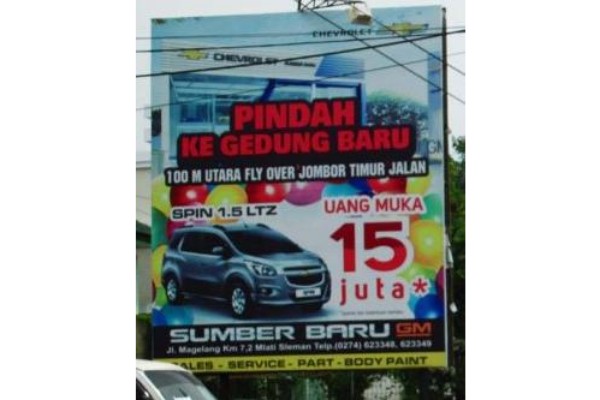 CHEVROLET
CHEVROLET
PINDAH
KE GEDUNG BARU
100 M UTARA FLY OVER JOMBOR TIMUR JALAN
SPIN 1.5 LTZ
UANG MUKA
15
juta*
SUMBER BARU GM
Jl. Magelang Km 7,2 Mlati Sleman Telp.(0274) 623348, 623349
SALES - SERVICE - PART - BODY PAINT